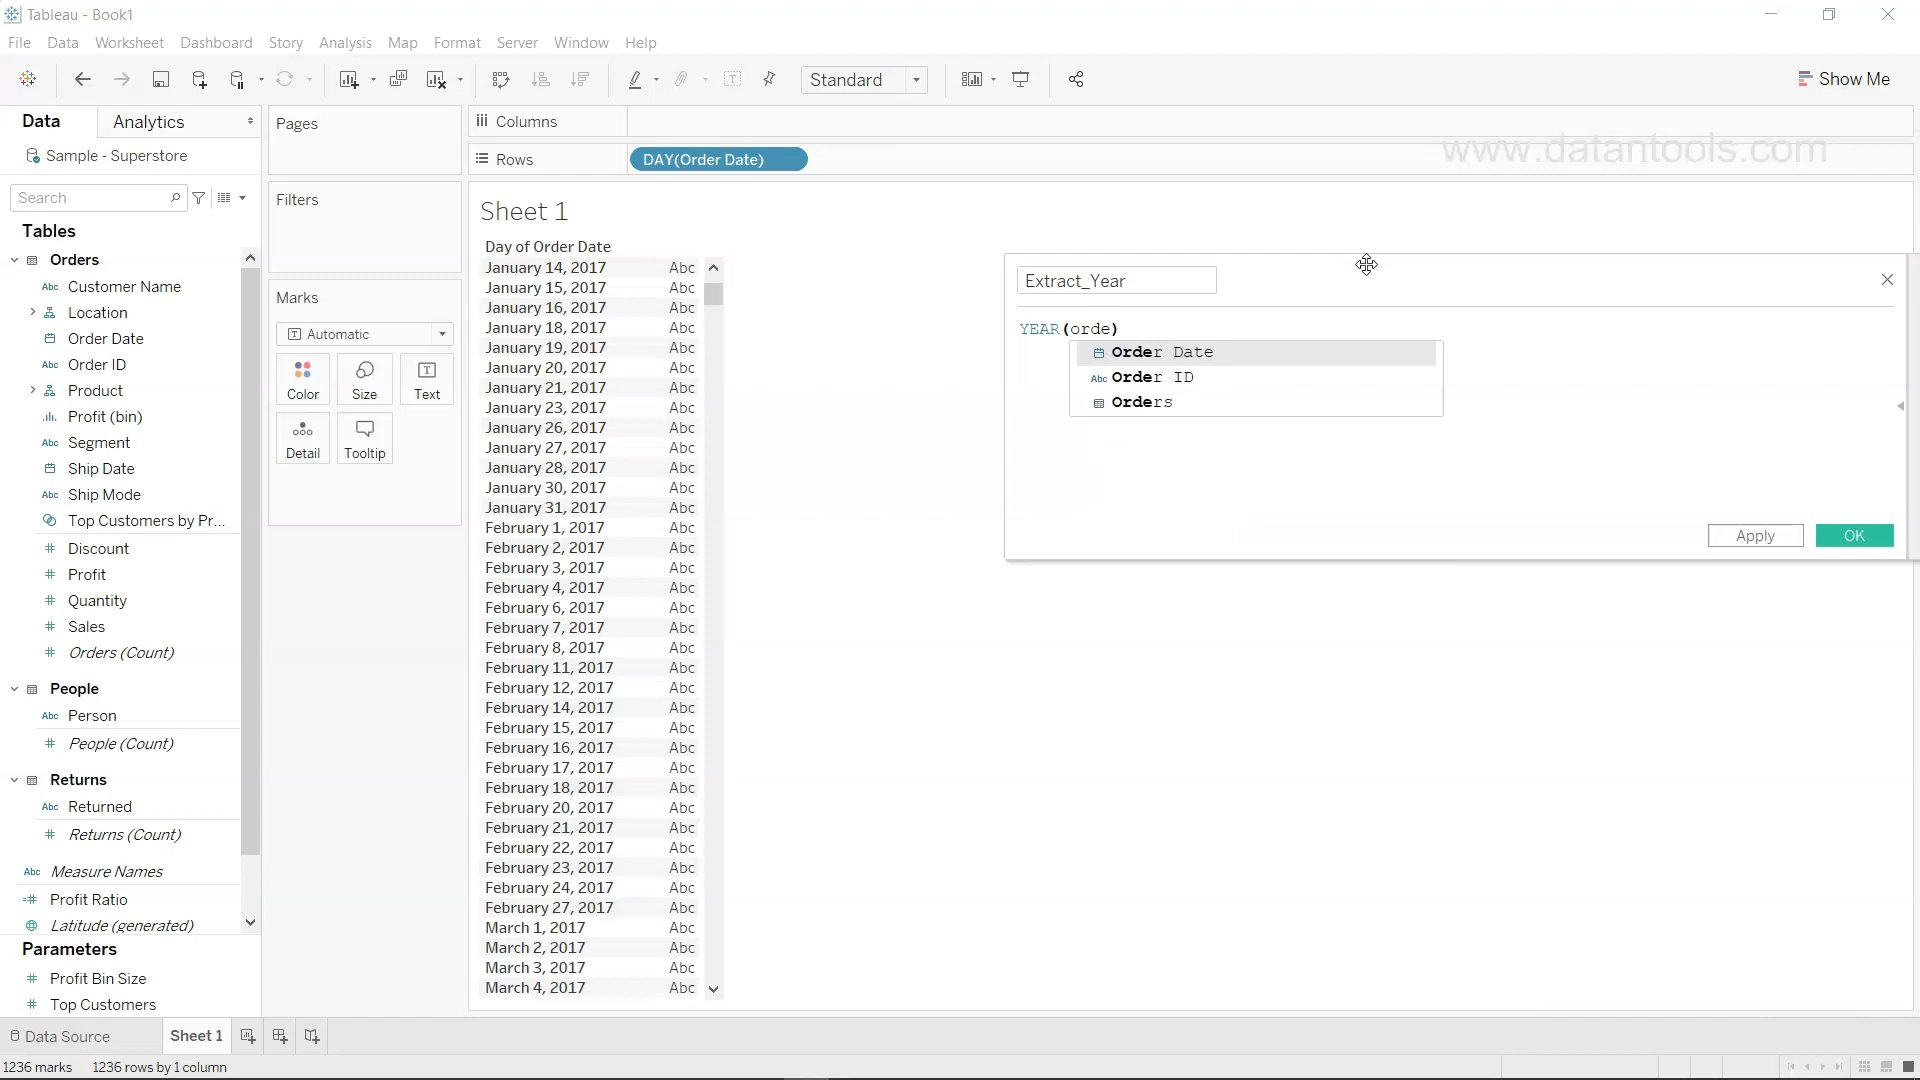 Tableau - Book1
File Data Worksheet Dashboard Story Analysis Map Format Server Window Help
Standard
Show Me
Data Analytics
Sample - Superstore
Search
Tables
Orders
Abc Customer Name
Location
Order Date
Abc Order ID
Product
Profit (bin)
Abc Segment
Ship Date
Abc Ship Mode
Top Customers by Pr...
# Discount
# Profit
# Quantity
# Sales
# Orders (Count)
People
Abc Person
# People (Count)
Returns
Abc Returned
# Returns (Count)
Abc Measure Names
=# Profit Ratio
Latitude (generated)
Parameters
# Profit Bin Size
# Top Customers
Pages
Filters
Marks
Automatic
Color Size Text
Detail Tooltip
Columns
Rows DAY(Order Date)
www.datantools.com
Sheet 1
Day of Order Date
January 14, 2017 Abc
January 15, 2017 Abc
January 16, 2017 Abc
January 18, 2017 Abc
January 19, 2017 Abc
January 20, 2017 Abc
January 21, 2017 Abc
January 23, 2017 Abc
January 26, 2017 Abc
January 27, 2017 Abc
January 28, 2017 Abc
January 30, 2017 Abc
January 31, 2017 Abc
February 1, 2017 Abc
February 2, 2017 Abc
February 3, 2017 Abc
February 4, 2017 Abc
February 6, 2017 Abc
February 7, 2017 Abc
February 8, 2017 Abc
February 11, 2017 Abc
February 12, 2017 Abc
February 14, 2017 Abc
February 15, 2017 Abc
February 16, 2017 Abc
February 17, 2017 Abc
February 18, 2017 Abc
February 20, 2017 Abc
February 21, 2017 Abc
February 22, 2017 Abc
February 23, 2017 Abc
February 24, 2017 Abc
February 27, 2017 Abc
March 1, 2017 Abc
March 2, 2017 Abc
March 3, 2017 Abc
March 4, 2017 Abc
Extract_Year
YEAR(orde)
Order Date
Abc Order ID
Orders
Apply OK
Data Source Sheet 1
1236 marks 1236 rows by 1 column